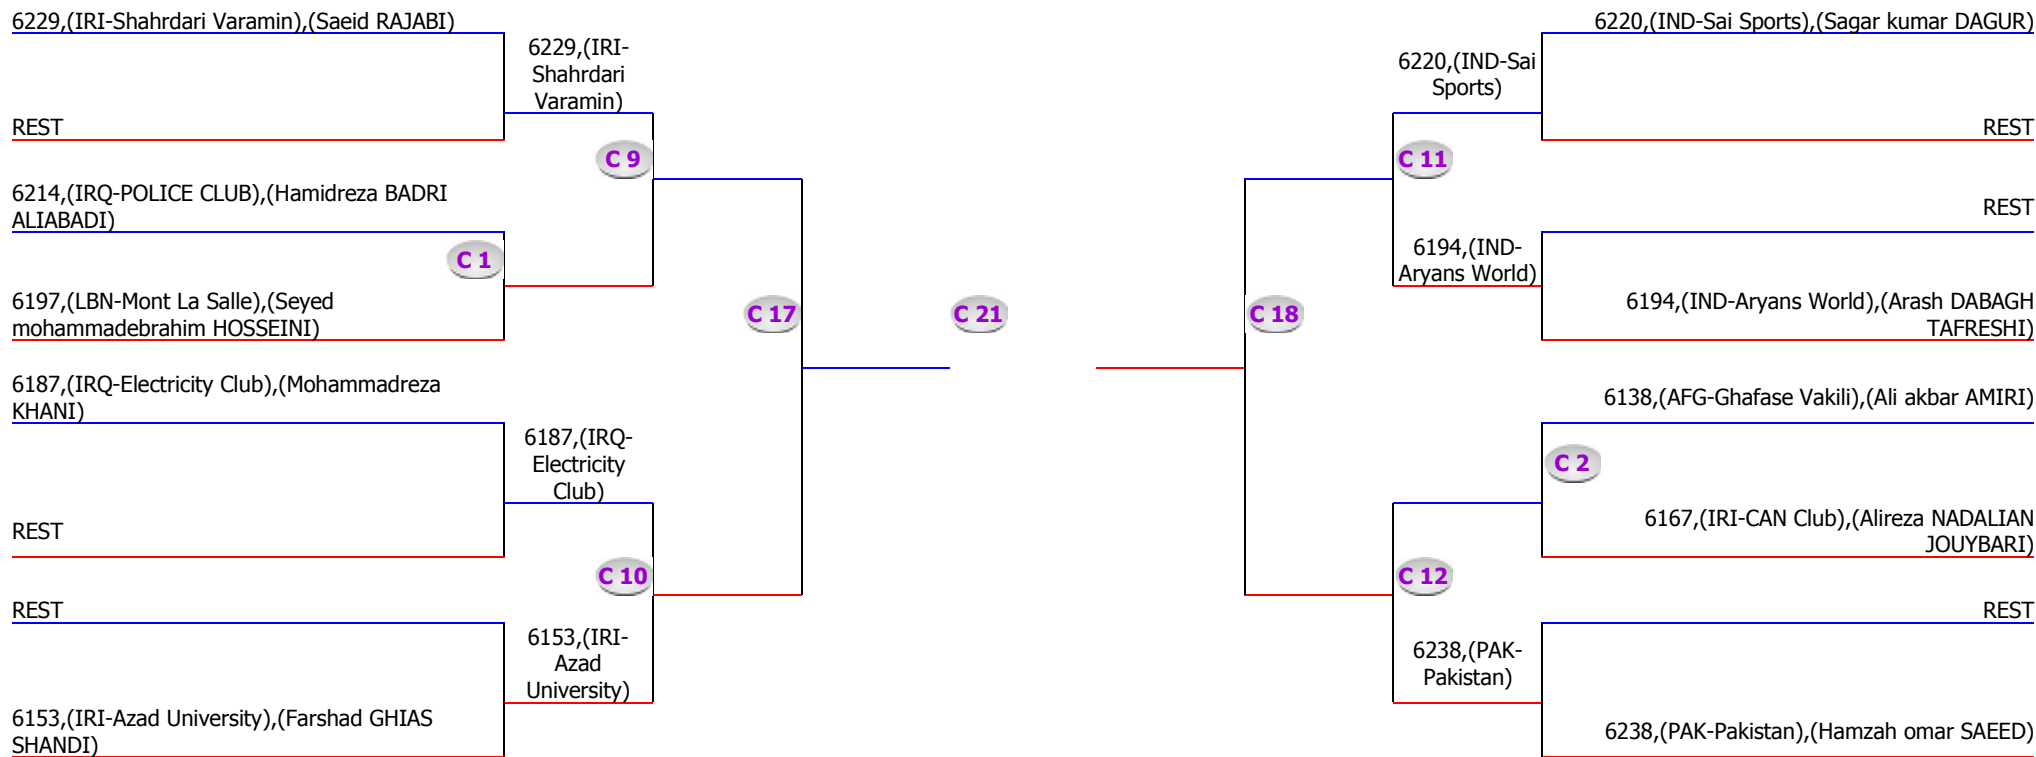 6229,(IRI-Shahrdari Varamin),(Saeid RAJABI)
6229,(IRI-
Shahrdari
Varamin)
REST
C 9
6214,(IRQ-POLICE CLUB),(Hamidreza BADRI
ALIABADI)
C 1
6197,(LBN-Mont La Salle),(Seyed
mohammadebrahim HOSSEINI)
C 17
6187,(IRQ-Electricity Club),(Mohammadreza
KHANI)
6187,(IRQ-
Electricity
Club)
REST
C 10
REST
6153,(IRI-
Azad
University)
6153,(IRI-Azad University),(Farshad GHIAS
SHANDI)
C 21
6220,(IND-Sai Sports),(Sagar kumar DAGUR)
6220,(IND-Sai
Sports)
REST
C 11
REST
6194,(IND-
Aryans World)
6194,(IND-Aryans World),(Arash DABAGH
TAFRESHI)
C 18
6138,(AFG-Ghafase Vakili),(Ali akbar AMIRI)
C 2
6167,(IRI-CAN Club),(Alireza NADALIAN
JOUYBARI)
C 12
REST
6238,(PAK-
Pakistan)
6238,(PAK-Pakistan),(Hamzah omar SAEED)